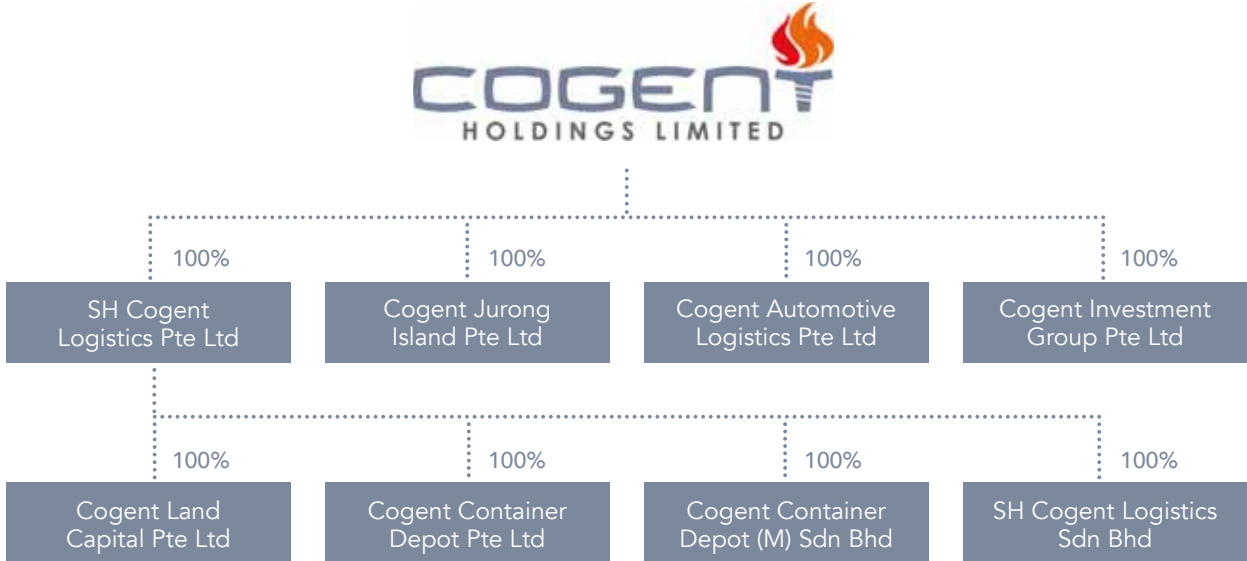 COGENT
HOLDINGS LIMITED
100%
100%
100%
100%
SH Cogent
Logistics Pte Ltd
Cogent Jurong
Island Pte Ltd
Cogent Automotive
Logistics Pte Ltd
Cogent Investment
Group Pte Ltd
100%
100%
100%
100%
Cogent Land
Capital Pte Ltd
Cogent Container
Depot Pte Ltd
Cogent Container
Depot (M) Sdn Bhd
SH Cogent Logistics
Sdn Bhd